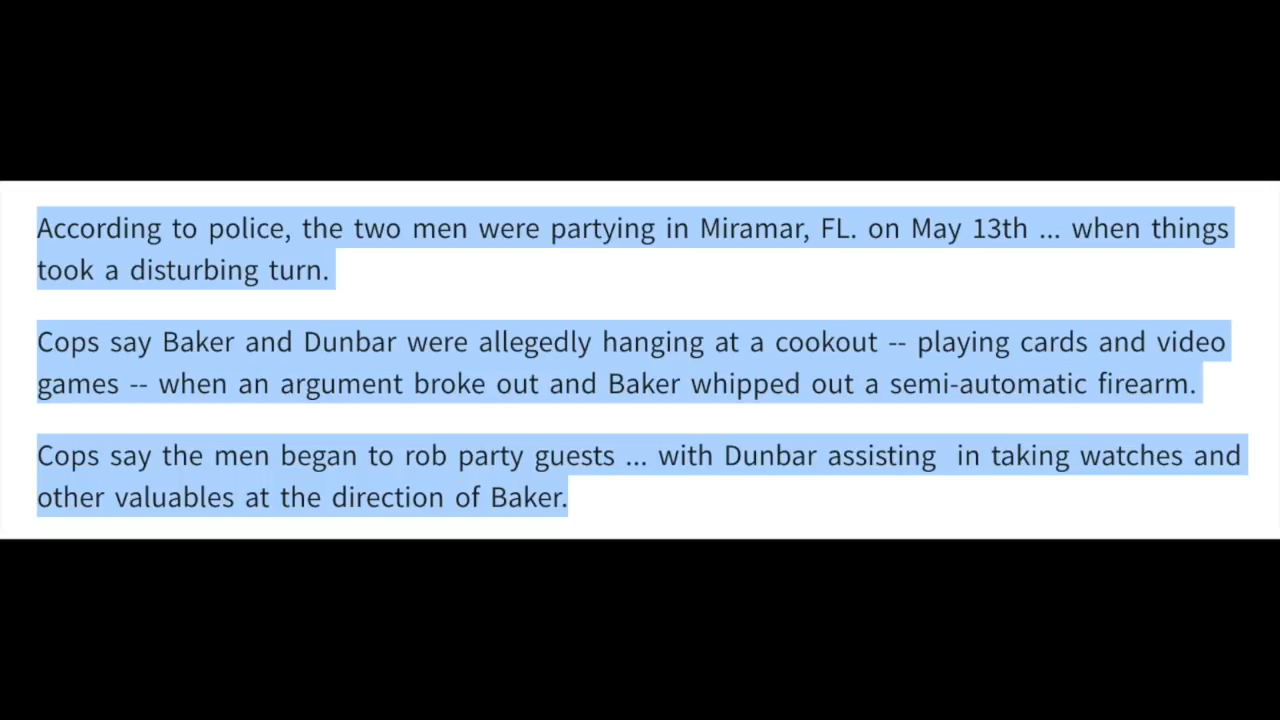 According to police, the two men were partying in Miramar, FL. on May 13th ... when things
took a disturbing turn.
Cops say Baker and Dunbar were allegedly hanging at a cookout -- playing cards and video
games -- when an argument broke out and Baker whipped out a semi-automatic firearm.
Cops say the men began to rob party guests ... with Dunbar assisting  in taking watches and
other valuables at the direction of Baker.